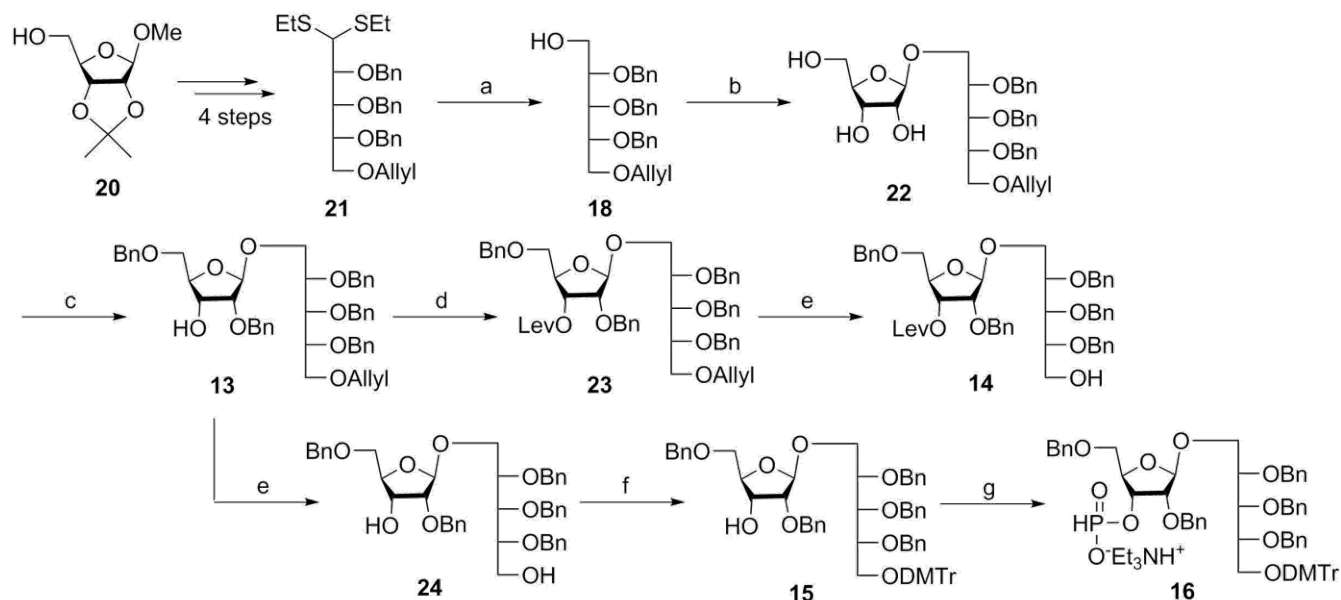 EtS SEt
HO O OMe
O O
4 steps
20
OBn
OBn
OBn
OAllyl
21
a
HO
OBn
OBn
OBn
OAllyl
18
b
HO O O
HO OH
OBn
OBn
OBn
OAllyl
22
c
BnO O O
HO OBn
OBn
OBn
OBn
OAllyl
13
d
BnO O O
LevO OBn
OBn
OBn
OBn
OAllyl
23
e
BnO O O
LevO OBn
OBn
OBn
OBn
OH
14
e
BnO O O
HO OBn
OBn
OBn
OBn
OH
24
f
BnO O O
HO OBn
OBn
OBn
OBn
ODMTr
15
g
BnO O O
O
HP O OBn
O⁻Et₃NH⁺
OBn
OBn
OBn
ODMTr
16